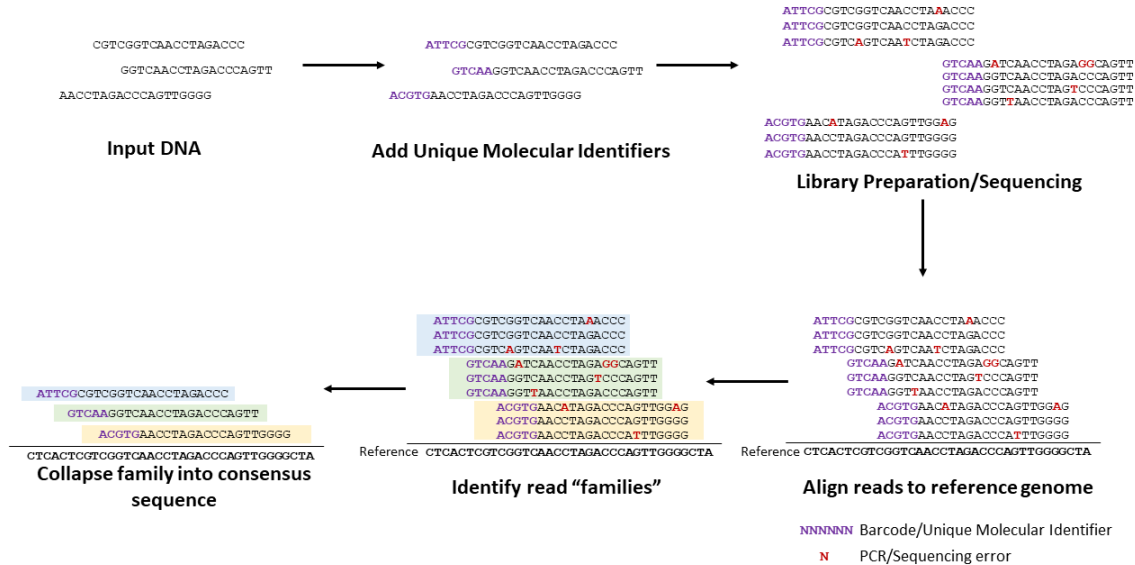 CGTCGGTCAACCTAGACCC
GGTCAACCTAGACCCAGTT
AACCTAGACCCAGTTGGGG
Input DNA
ATTCGCGTCGGTCAACCTAGACCC
GTCAAGGTCAACCTAGACCCAGTT
ACGTGAACCTAGACCCAGTTGGGG
Add Unique Molecular Identifiers
ATTCGCGTCGGTCAACCTAAACCC
ATTCGCGTCGGTCAACCTAGACCC
ATTCGCGTCAGTCAATCTAGACCC
GTCAAGATCAACCTAGAGGCAGTT
GTCAAGGTCAACCTAGACCCAGTT
GTCAAGGTCAACCTAGTCCCAGTT
GTCAAGGTTAACCTAGACCCAGTT
ACGTGAACATAGACCCAGTTGGAG
ACGTGAACCTAGACCCAGTTGGGG
ACGTGAACCTAGACCCATTTGGGG
Library Preparation/Sequencing
ATTCGCGTCGGTCAACCTAAACCC
ATTCGCGTCGGTCAACCTAGACCC
ATTCGCGTCAGTCAATCTAGACCC
GTCAAGATCAACCTAGAGGCAGTT
GTCAAGGTCAACCTAGTCCCAGTT
GTCAAGGTTAACCTAGACCCAGTT
ACGTGAACATAGACCCAGTTGGAG
ACGTGAACCTAGACCCAGTTGGGG
ACGTGAACCTAGACCCATTTGGGG
Reference CTCACTCGTCGGTCAACCTAGACCCAGTTGGGGCTA
Align reads to reference genome
ATTCGCGTCGGTCAACCTAAACCC
ATTCGCGTCGGTCAACCTAGACCC
ATTCGCGTCAGTCAATCTAGACCC
GTCAAGATCAACCTAGAGGCAGTT
GTCAAGGTCAACCTAGTCCCAGTT
GTCAAGGTTAACCTAGACCCAGTT
ACGTGAACATAGACCCAGTTGGAG
ACGTGAACCTAGACCCAGTTGGGG
ACGTGAACCTAGACCCATTTGGGG
Reference CTCACTCGTCGGTCAACCTAGACCCAGTTGGGGCTA
Identify read “families”
ATTCGCGTCGGTCAACCTAGACCC
GTCAAGGTCAACCTAGACCCAGTT
ACGTGAACCTAGACCCAGTTGGGG
CTCACTCGTCGGTCAACCTAGACCCAGTTGGGGCTA
Collapse family into consensus
sequence
NNNNNN Barcode/Unique Molecular Identifier
N PCR/Sequencing error